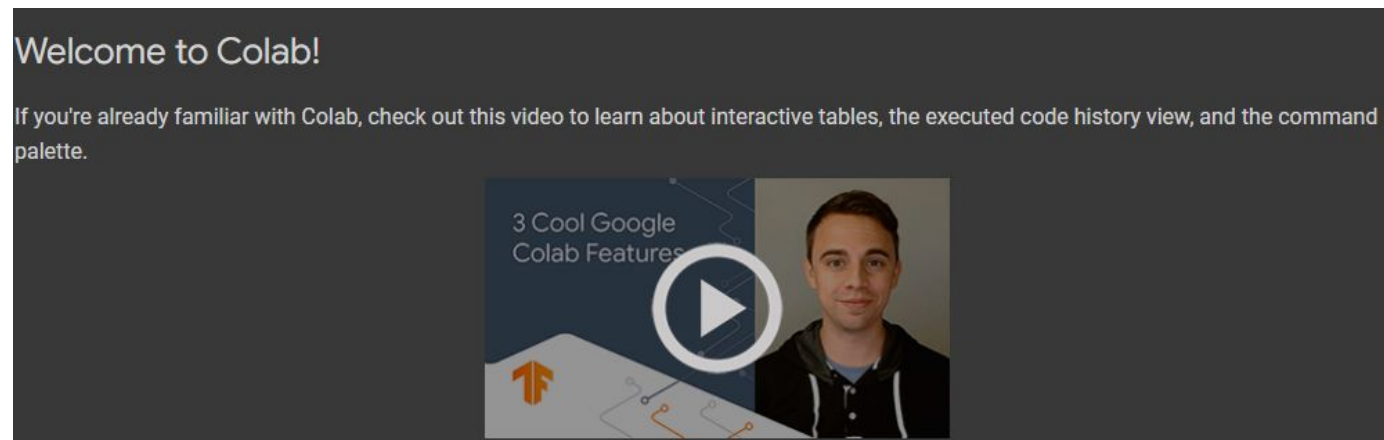 Welcome to Colab!
If you're already familiar with Colab, check out this video to learn about interactive tables, the executed code history view, and the command
palette.
3 Cool Google
Colab Features